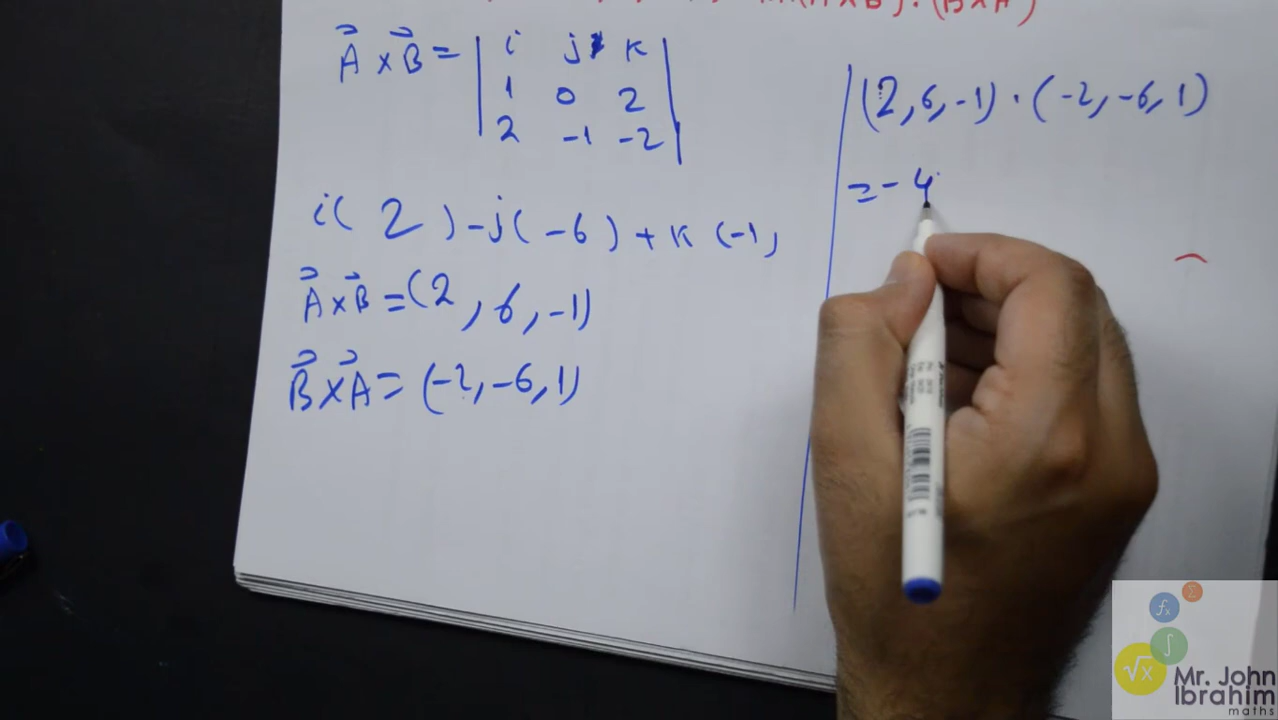 (A×B)·(B×A)
A⃗ × B⃗ = | i j k |
| 1 0 2 |
| 2 -1 -2 |
i( 2 ) - j( -6 ) + k (-1)
A⃗×B⃗ = (2 , 6 , -1)
B⃗×A⃗ = (-2, -6, 1)
(2, 6, -1) · (-2, -6, 1)
= - 4
fx
Σ
∫
√x
Mr. John
Ibrahim
maths